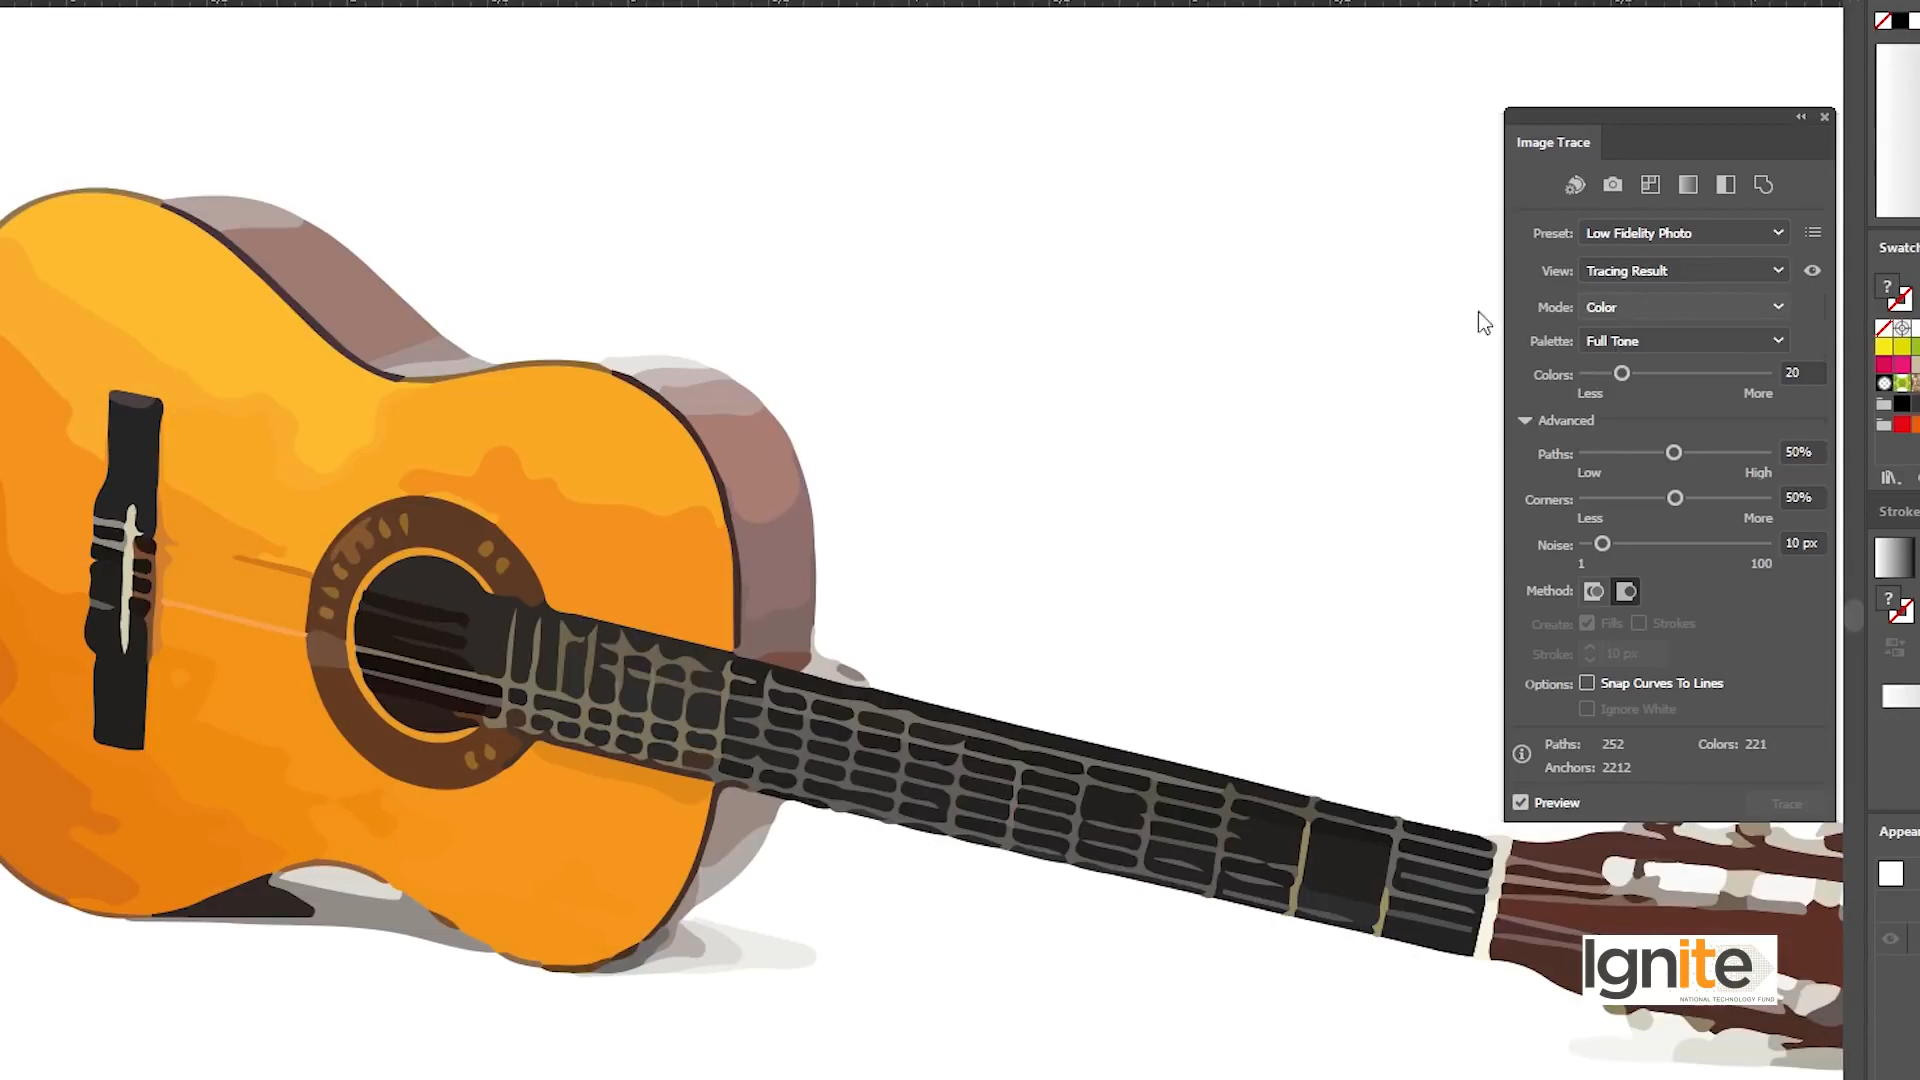 Image Trace
Preset: Low Fidelity Photo
View: Tracing Result
Mode: Color
Palette: Full Tone
Colors: 20
Less More
Advanced
Paths: 50%
Low High
Corners: 50%
Less More
Noise: 10 px
1 100
Method:
Create: Fills Strokes
Stroke: 10 px
Options: Snap Curves To Lines
Ignore White
Paths: 252 Colors: 221
Anchors: 2212
Preview Trace
Swatch
?
Stroke
?
Appea
Ignite
NATIONAL TECHNOLOGY FUND